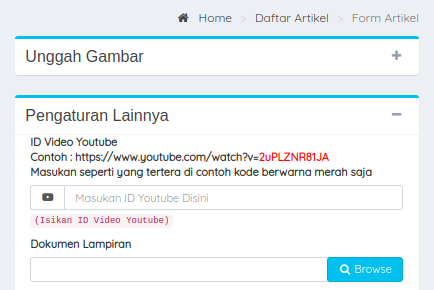 Home > Daftar Artikel > Form Artikel
Unggah Gambar
Pengaturan Lainnya
ID Video Youtube
Contoh : https://www.youtube.com/watch?v=2uPLZNR81JA
Masukan seperti yang tertera di contoh kode berwarna merah saja
Masukan ID Youtube Disini
(Isikan ID Video Youtube)
Dokumen Lampiran
Browse